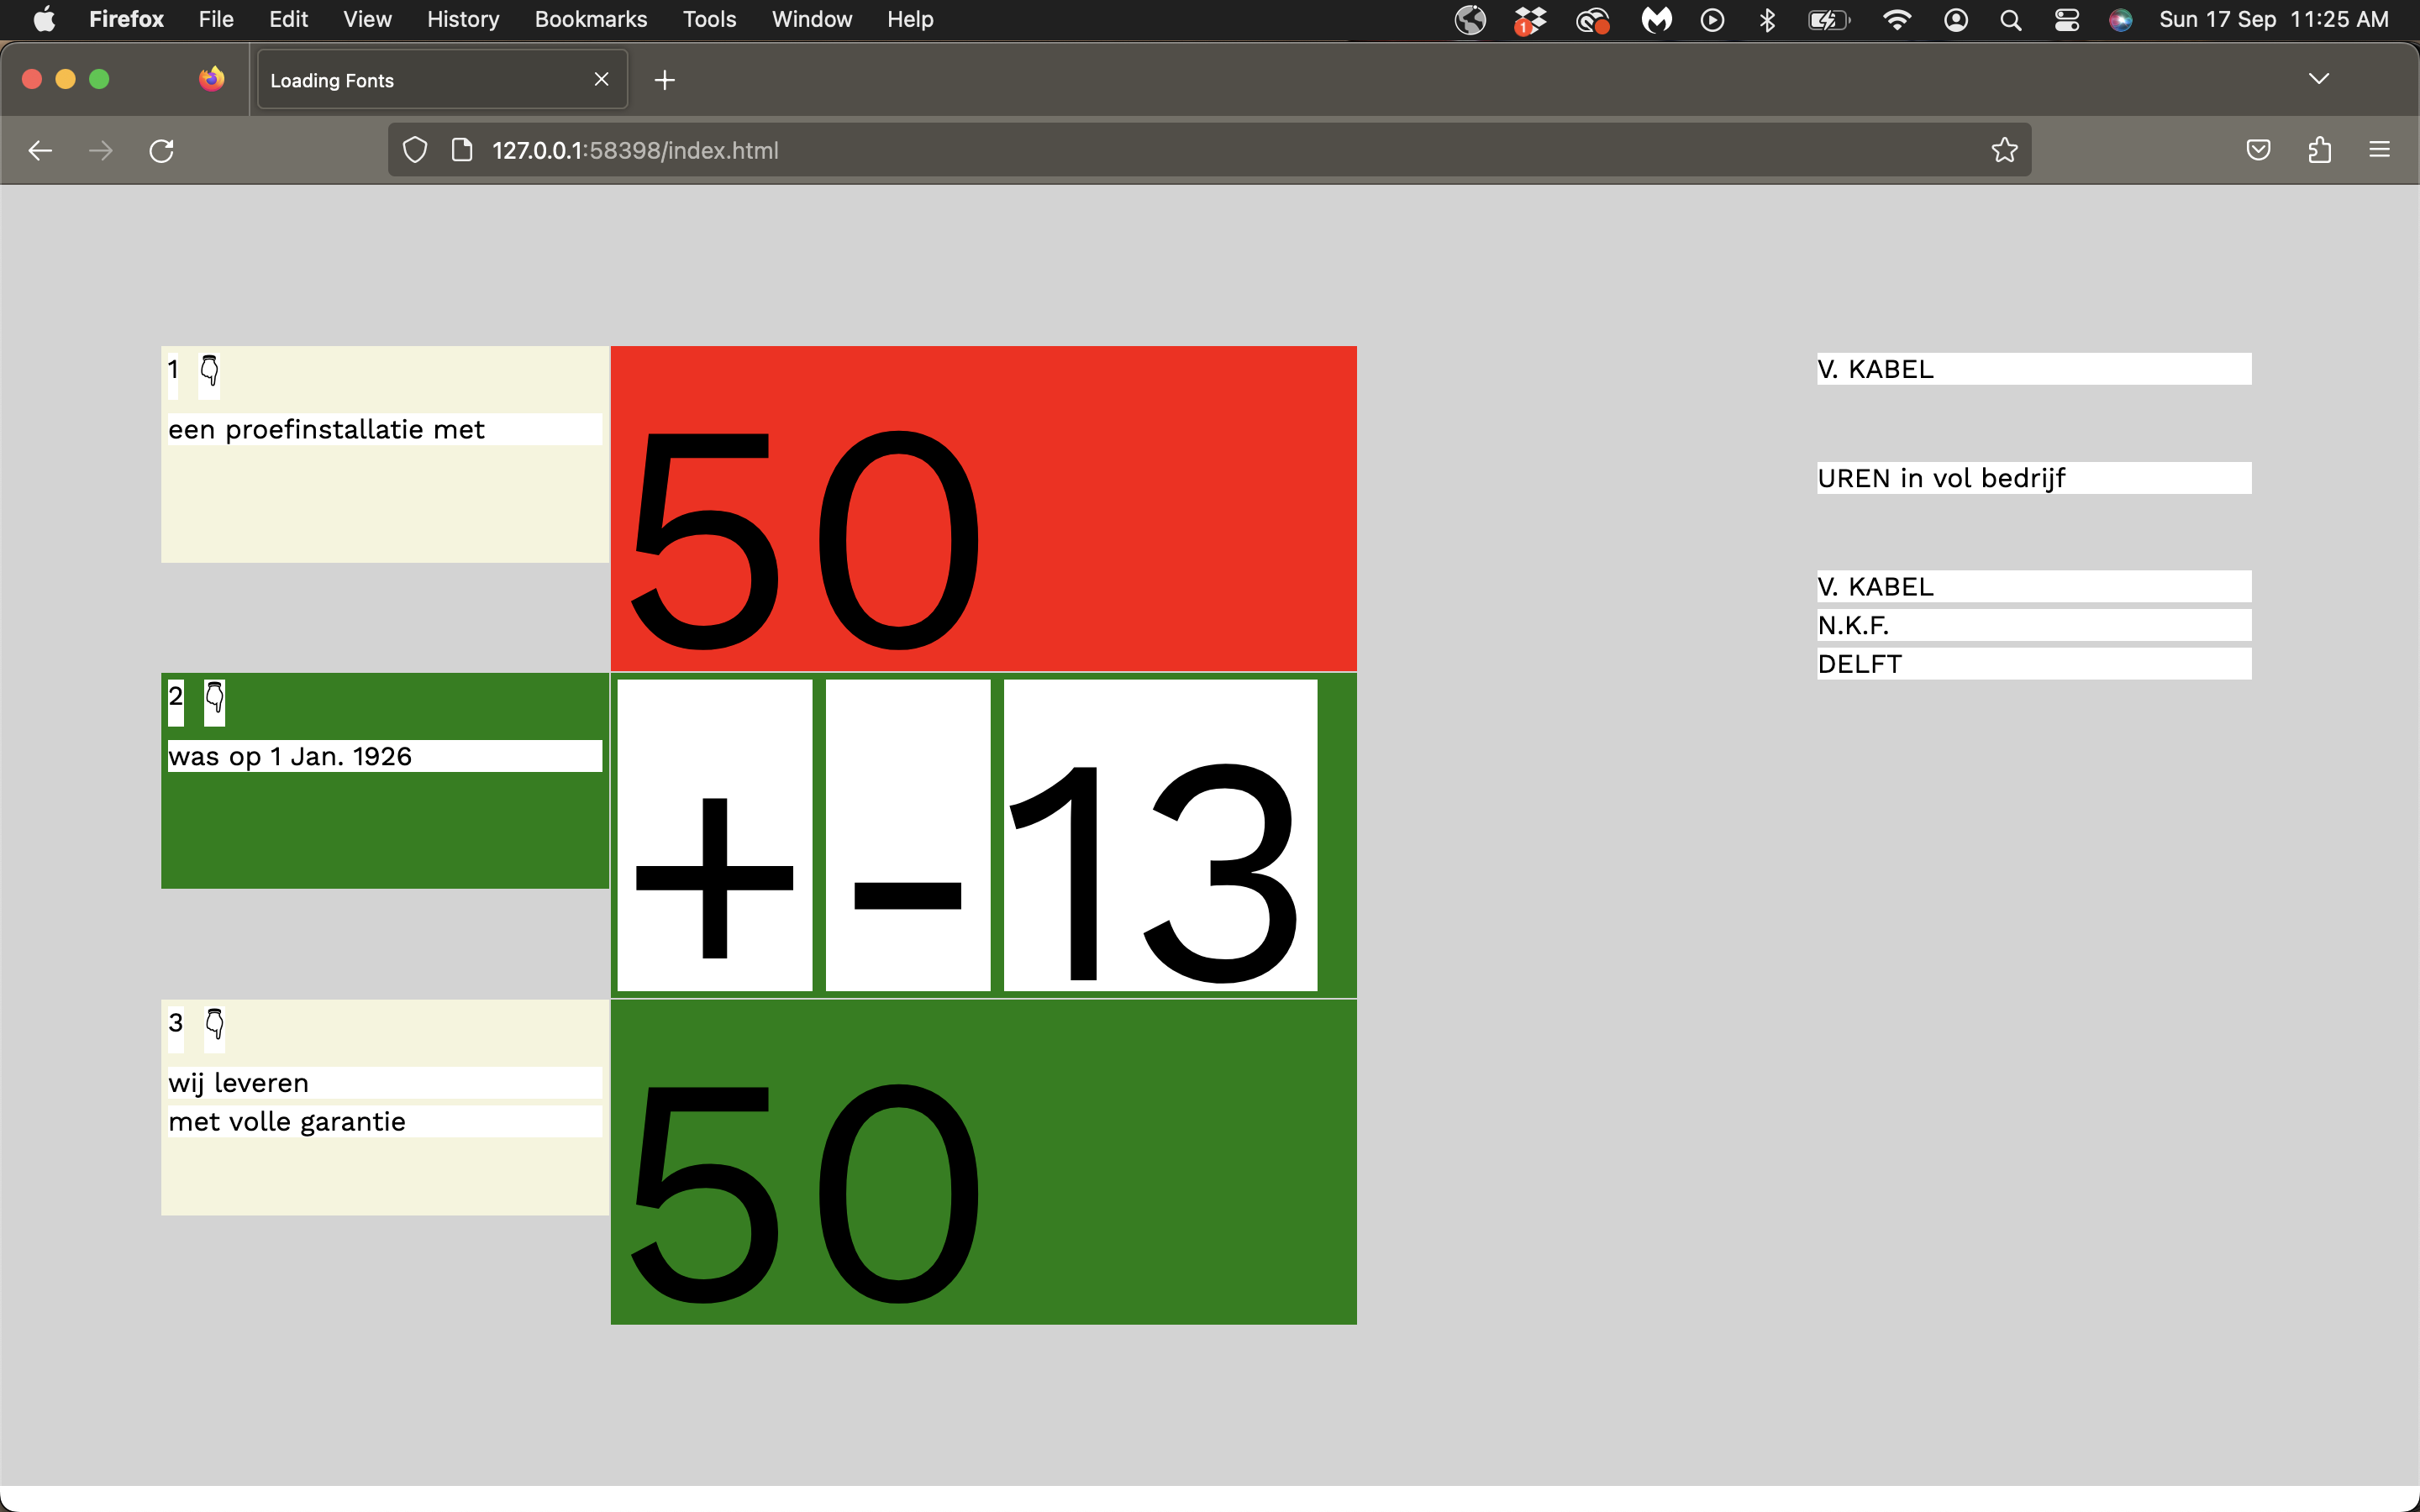 Firefox File Edit View History Bookmarks Tools Window Help 1 Sun 17 Sep 11:25 AM
Loading Fonts
127.0.0.1:58398/index.html
1 👇
een proefinstallatie met
50
V. KABEL
UREN in vol bedrijf
V. KABEL
N.K.F.
DELFT
2 👇
was op 1 Jan. 1926
+ - 13
3 👇
wij leveren
met volle garantie
50